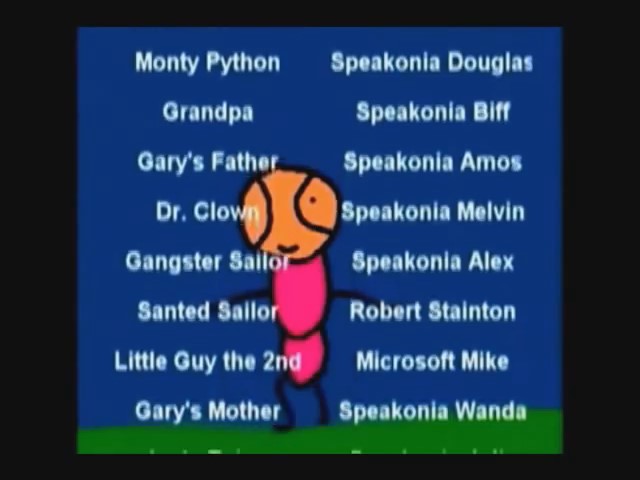 Monty Python Speakonia Douglas
Grandpa Speakonia Biff
Gary's Father Speakonia Amos
Dr. Clown Speakonia Melvin
Gangster Sailor Speakonia Alex
Santed Sailor Robert Stainton
Little Guy the 2nd Microsoft Mike
Gary's Mother Speakonia Wanda